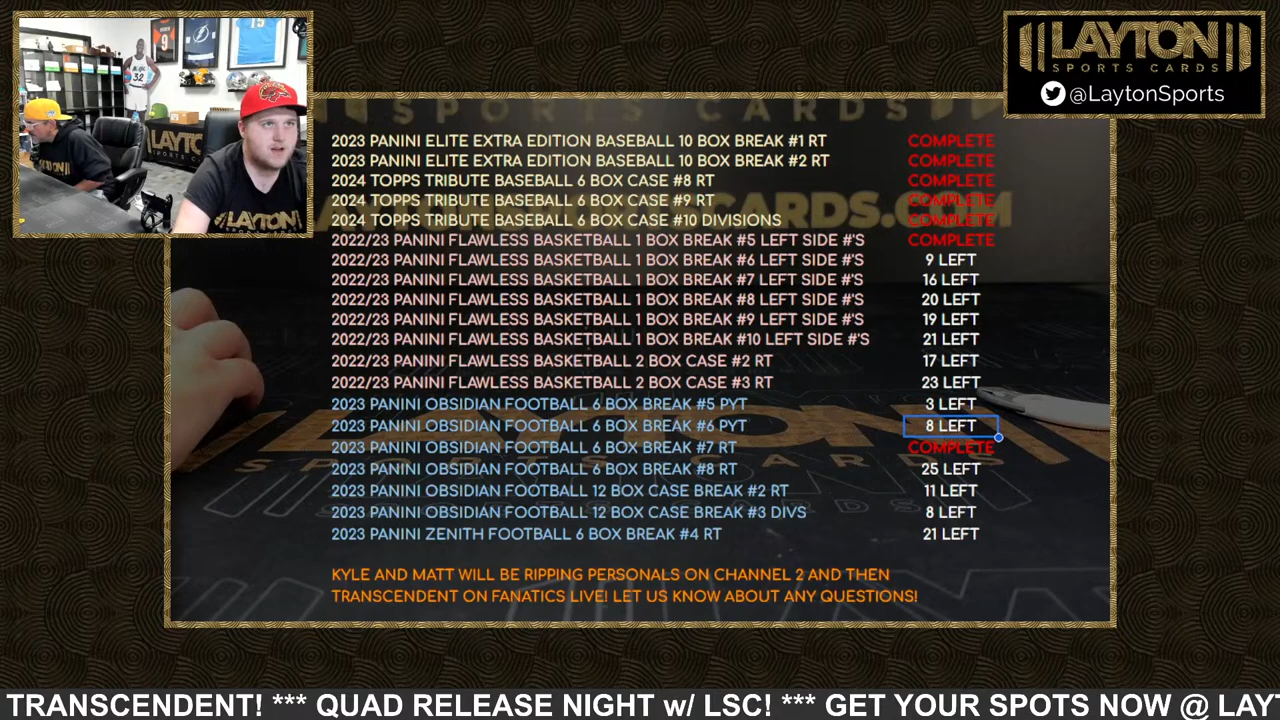 LAYTON
SPORTS CARDS
@LaytonSports
2023 PANINI ELITE EXTRA EDITION BASEBALL 10 BOX BREAK #1 RT COMPLETE
2023 PANINI ELITE EXTRA EDITION BASEBALL 10 BOX BREAK #2 RT COMPLETE
2024 TOPPS TRIBUTE BASEBALL 6 BOX CASE #8 RT COMPLETE
2024 TOPPS TRIBUTE BASEBALL 6 BOX CASE #9 RT COMPLETE
2024 TOPPS TRIBUTE BASEBALL 6 BOX CASE #10 DIVISIONS COMPLETE
2022/23 PANINI FLAWLESS BASKETBALL 1 BOX BREAK #5 LEFT SIDE #'S COMPLETE
2022/23 PANINI FLAWLESS BASKETBALL 1 BOX BREAK #6 LEFT SIDE #'S 9 LEFT
2022/23 PANINI FLAWLESS BASKETBALL 1 BOX BREAK #7 LEFT SIDE #'S 16 LEFT
2022/23 PANINI FLAWLESS BASKETBALL 1 BOX BREAK #8 LEFT SIDE #'S 20 LEFT
2022/23 PANINI FLAWLESS BASKETBALL 1 BOX BREAK #9 LEFT SIDE #'S 19 LEFT
2022/23 PANINI FLAWLESS BASKETBALL 1 BOX BREAK #10 LEFT SIDE #'S 21 LEFT
2022/23 PANINI FLAWLESS BASKETBALL 2 BOX CASE #2 RT 17 LEFT
2022/23 PANINI FLAWLESS BASKETBALL 2 BOX CASE #3 RT 23 LEFT
2023 PANINI OBSIDIAN FOOTBALL 6 BOX BREAK #5 PYT 3 LEFT
2023 PANINI OBSIDIAN FOOTBALL 6 BOX BREAK #6 PYT 8 LEFT
2023 PANINI OBSIDIAN FOOTBALL 6 BOX BREAK #7 RT COMPLETE
2023 PANINI OBSIDIAN FOOTBALL 6 BOX BREAK #8 RT 25 LEFT
2023 PANINI OBSIDIAN FOOTBALL 12 BOX CASE BREAK #2 RT 11 LEFT
2023 PANINI OBSIDIAN FOOTBALL 12 BOX CASE BREAK #3 DIVS 8 LEFT
2023 PANINI ZENITH FOOTBALL 6 BOX BREAK #4 RT 21 LEFT
KYLE AND MATT WILL BE RIPPING PERSONALS ON CHANNEL 2 AND THEN
TRANSCENDENT ON FANATICS LIVE! LET US KNOW ABOUT ANY QUESTIONS!
TRANSCENDENT! *** QUAD RELEASE NIGHT w/ LSC! *** GET YOUR SPOTS NOW @ LAYT